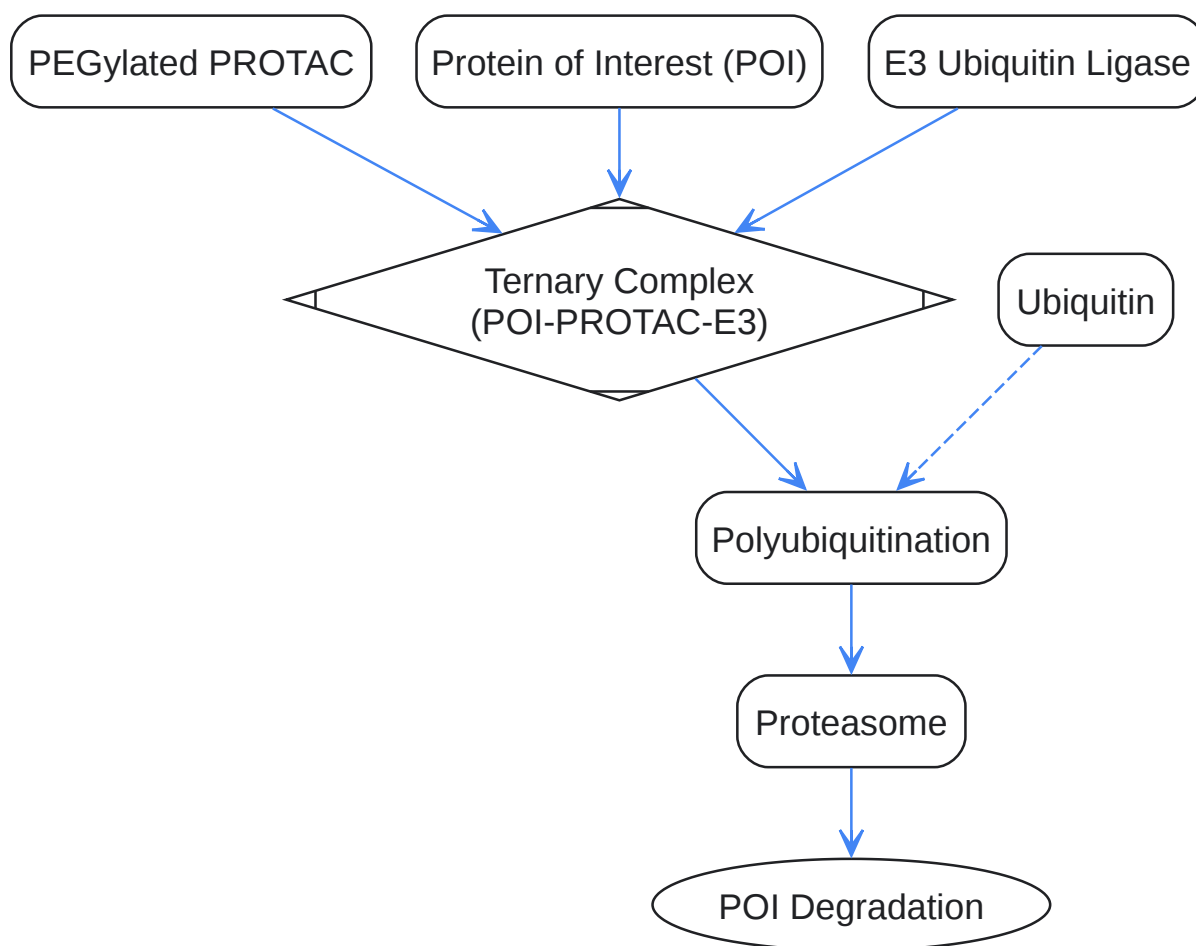 PEGylated PROTAC
Protein of Interest (POI)
E3 Ubiquitin Ligase
Ternary Complex
(POI-PROTAC-E3)
Ubiquitin
Polyubiquitination
Proteasome
POI Degradation